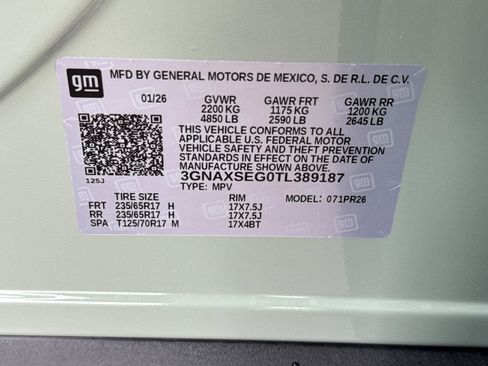 gm
MFD BY GENERAL MOTORS DE MEXICO, S. DE R.L. DE C.V.
01/26 GVWR GAWR FRT GAWR RR
2200 KG 1175 KG 1200 KG
4850 LB 2590 LB 2645 LB
THIS VEHICLE CONFORMS TO ALL
APPLICABLE U.S. FEDERAL MOTOR
VEHICLE SAFETY AND THEFT PREVENTION
STANDARDS IN EFFECT ON THE DATE OF
MANUFACTURE SHOWN ABOVE.
3GNAXSEG0TL389187
125J TYPE: MPV
TIRE SIZE RIM MODEL: 071PR26
FRT 235/65R17 H 17X7.5J
RR 235/65R17 H 17X7.5J
SPA T125/70R17 M 17X4BT